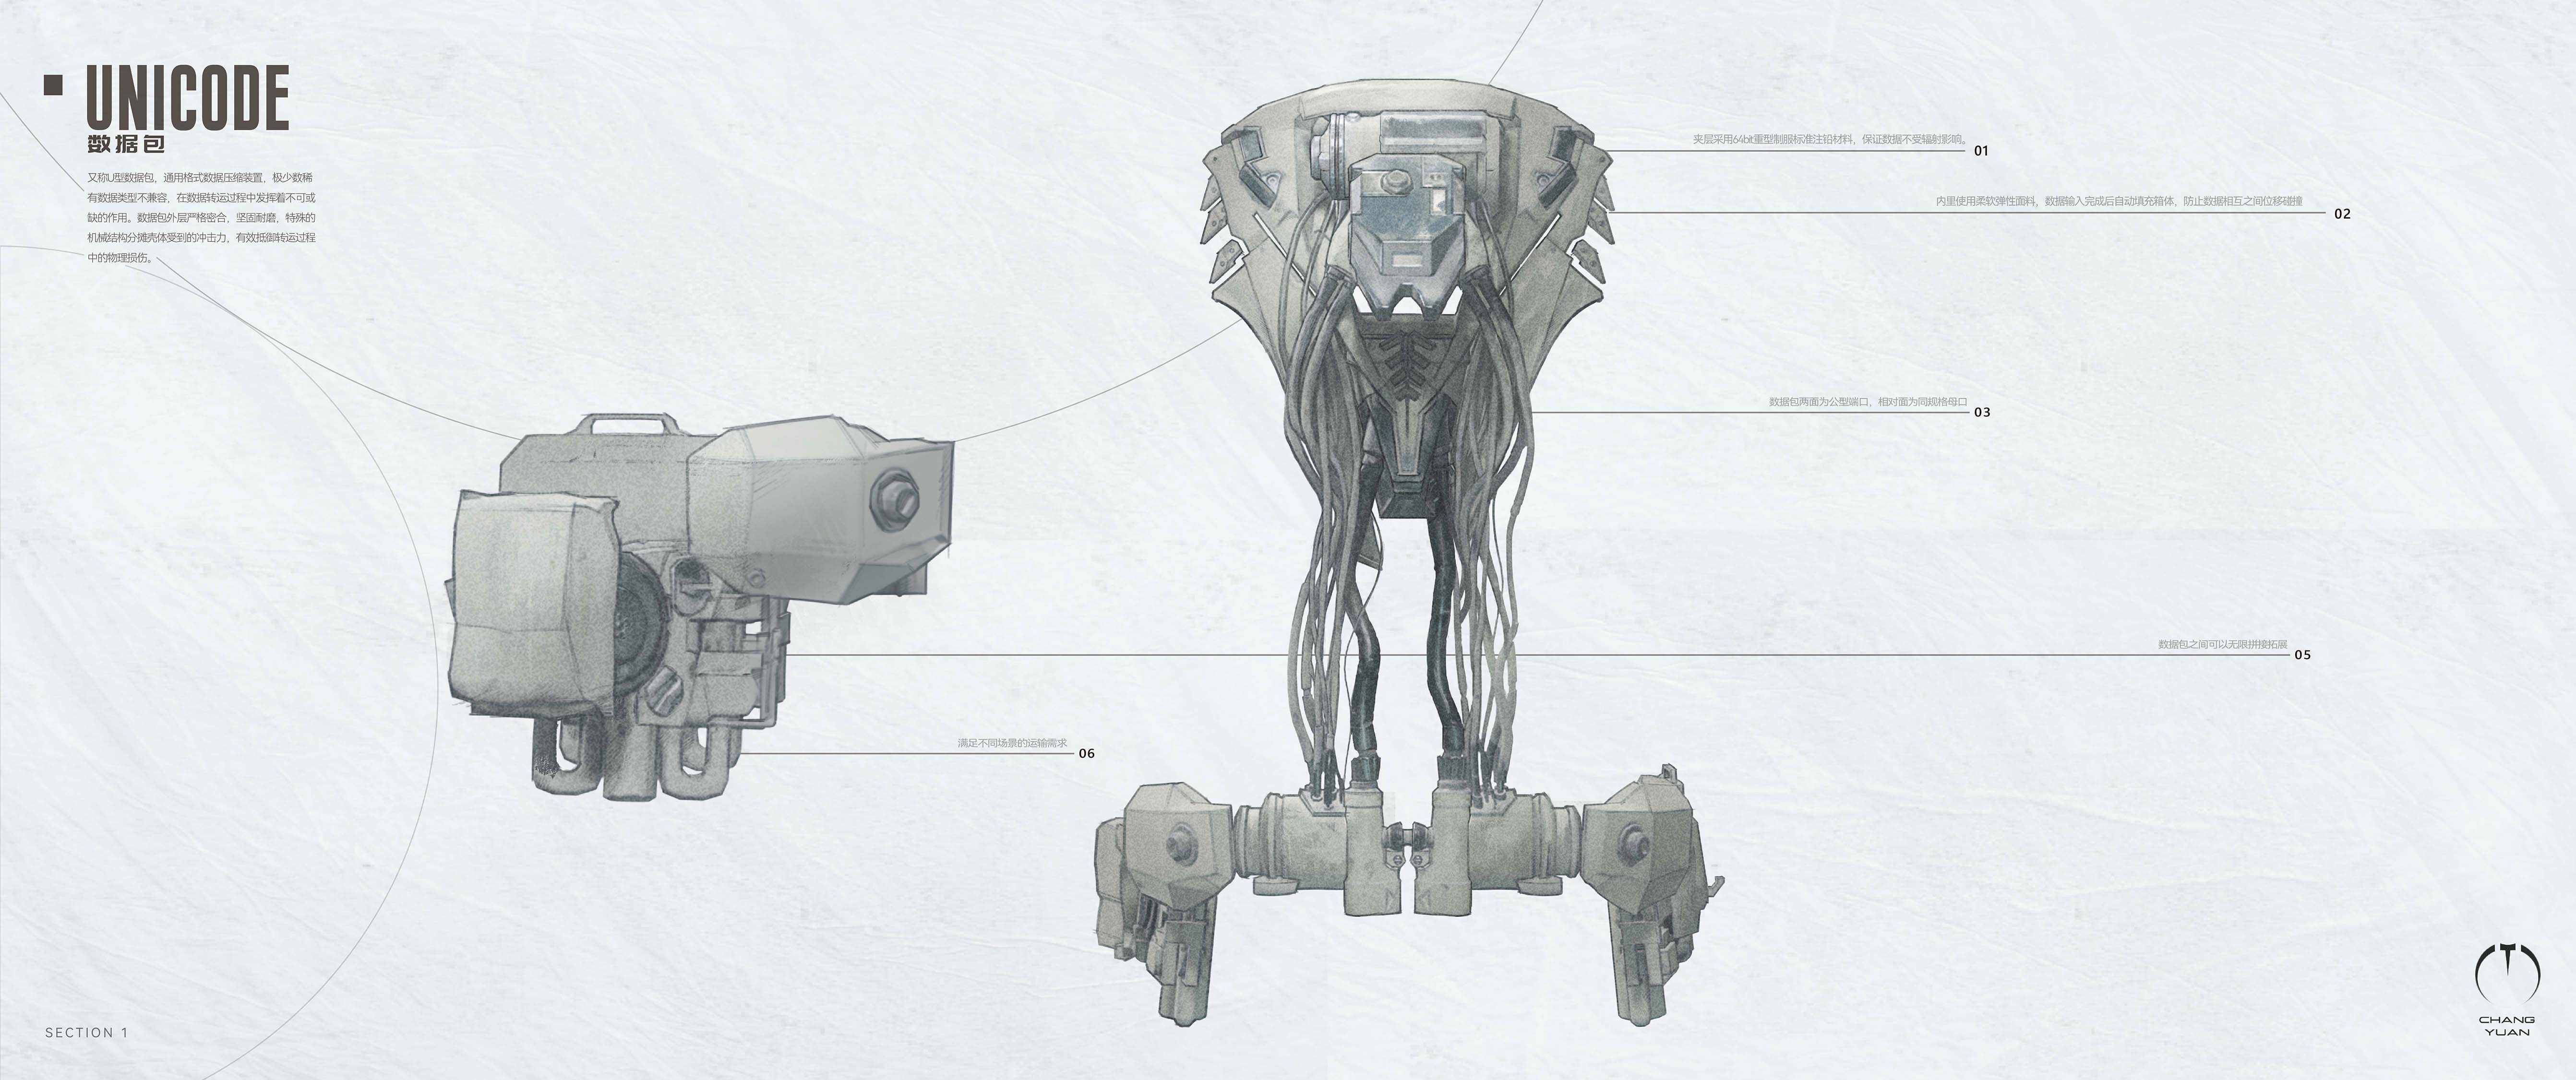 UNICODE
数据包
又称U型数据包，通用格式数据压缩装置，极少数稀
有数据类型不兼容，在数据转运过程中发挥着不可或
缺的作用。数据包外层严格密合，坚固耐磨，特殊的
机械结构分摊壳体受到的冲击力，有效抵御转运过程
中的物理损伤。
夹层采用64bit重型制服标准注铅材料，保证数据不受辐射影响。
01
内里使用柔软弹性面料，数据输入完成后自动填充箱体，防止数据相互之间位移碰撞
02
数据包两面为公型端口，相对面为同规格母口
03
数据包之间可以无限拼接拓展
05
满足不同场景的运输需求
06
SECTION 1
CHANG
YUAN